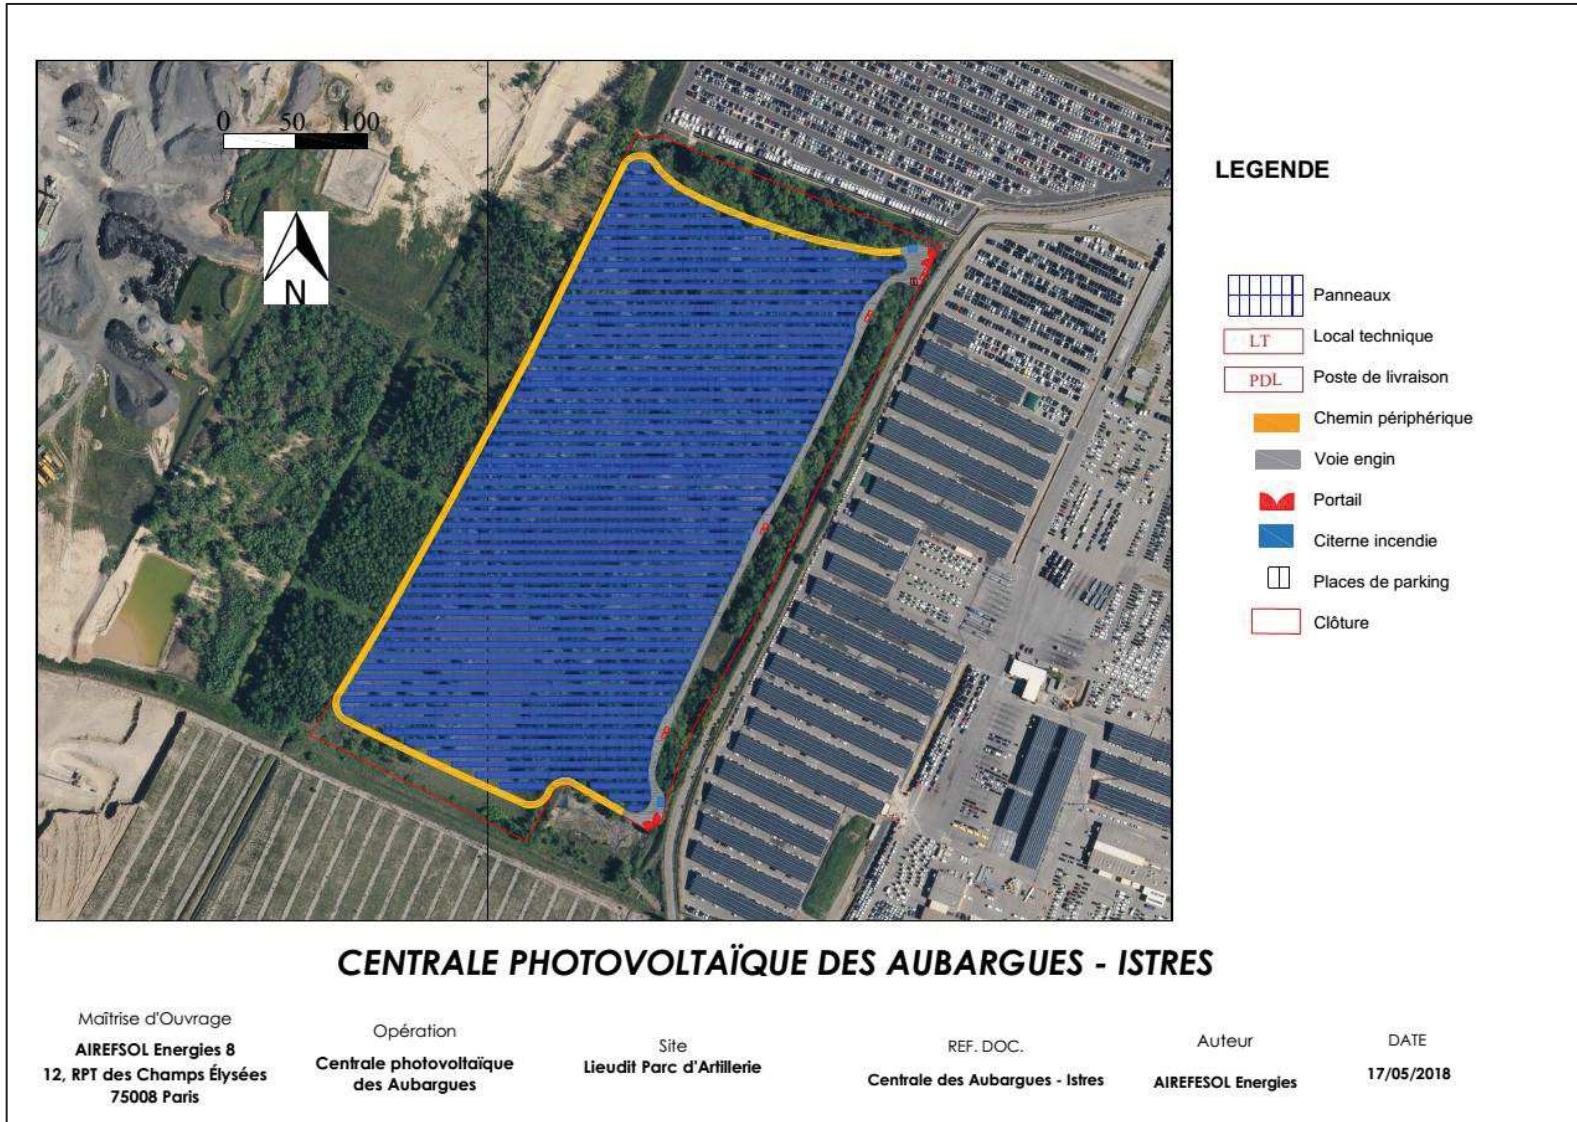 0 50 100
N
LEGENDE
Panneaux
LT Local technique
PDL Poste de livraison
Chemin périphérique
Voie engin
Portail
Citerne incendie
Places de parking
Clôture
CENTRALE PHOTOVOLTAÏQUE DES AUBARGUES - ISTRES
Maîtrise d'Ouvrage
AIREFSOL Energies 8
12, RPT des Champs Élysées
75008 Paris
Opération
Centrale photovoltaïque
des Aubargues
Site
Lieudit Parc d'Artillerie
REF. DOC.
Centrale des Aubargues - Istres
Auteur
AIREFESOL Energies
DATE
17/05/2018